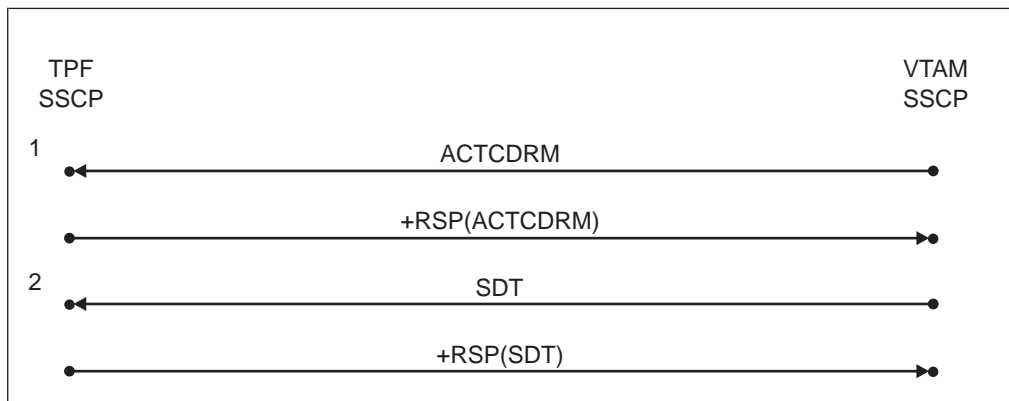 TPF
SSCP
VTAM
SSCP
1
ACTCDRM
+RSP(ACTCDRM)
2
SDT
+RSP(SDT)